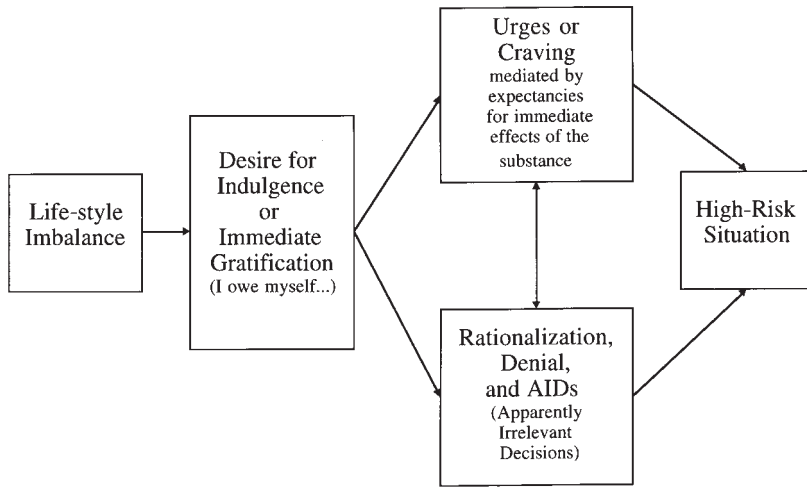 Life-style
Imbalance
Desire for
Indulgence
or
Immediate
Gratification
(I owe myself...)
Urges or
Craving
mediated by
expectancies
for immediate
effects of the
substance
Rationalization,
Denial,
and AIDs
(Apparently
Irrelevant
Decisions)
High-Risk
Situation